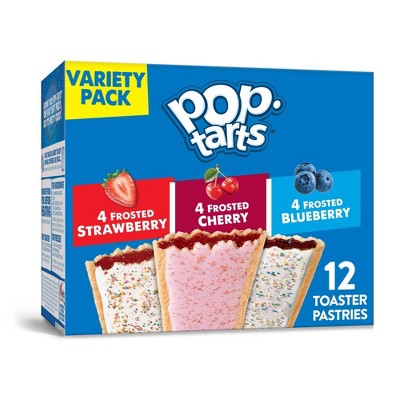 VARIETY
PACK
POP·
tarts®
4 FROSTED
STRAWBERRY
4 FROSTED
CHERRY
4 FROSTED
BLUEBERRY
12
TOASTER
PASTRIES